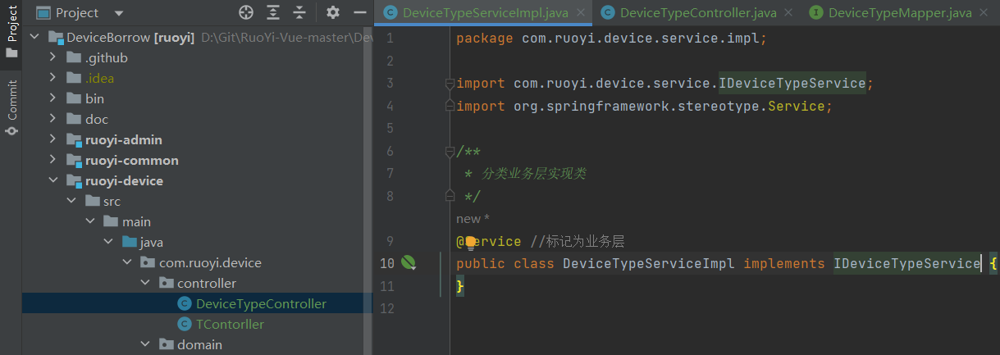 Project
Commit
Project
DeviceBorrow [ruoyi] D:\Git\RuoYi-Vue-master\Dev
.github
.idea
bin
doc
ruoyi-admin
ruoyi-common
ruoyi-device
src
main
java
com.ruoyi.device
controller
DeviceTypeController
TContorller
domain
DeviceTypeServiceImpl.java
DeviceTypeController.java
DeviceTypeMapper.java
1 package com.ruoyi.device.service.impl;
2
3 import com.ruoyi.device.service.IDeviceTypeService;
4 import org.springframework.stereotype.Service;
5
6 /**
7 * 分类业务层实现类
8 */
new *
9 @Service //标记为业务层
10 public class DeviceTypeServiceImpl implements IDeviceTypeService {
11 }
12